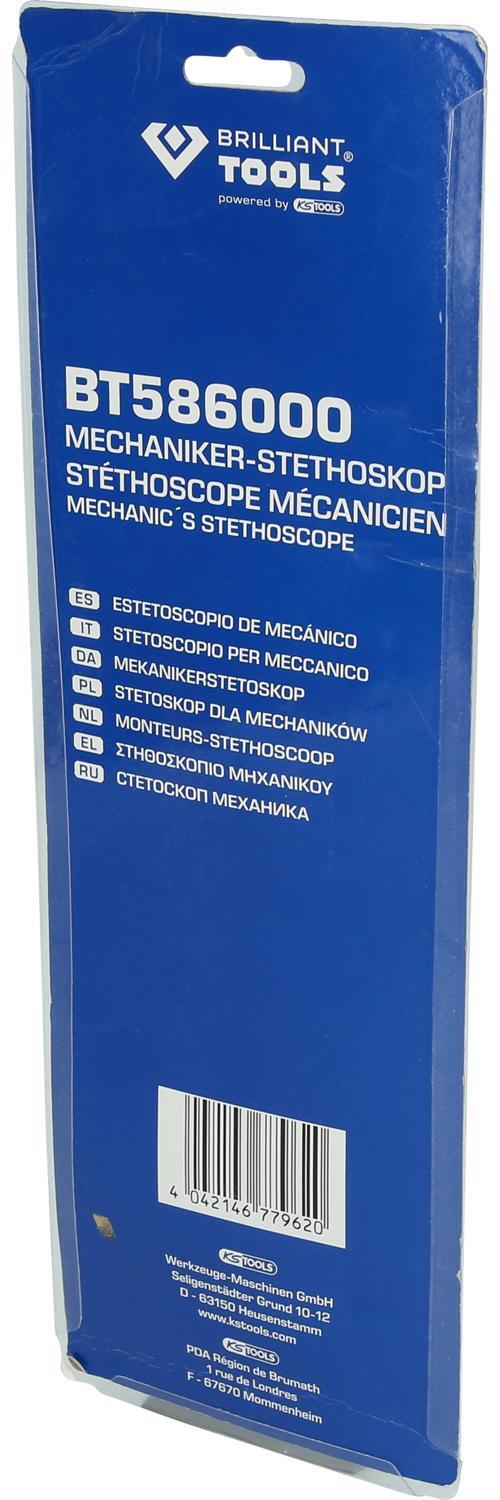 BRILLIANT
TOOLS®
powered by KS TOOLS
BT586000
MECHANIKER-STETHOSKOP
STÉTHOSCOPE MÉCANICIEN
MECHANIC´S STETHOSCOPE
ES ESTETOSCOPIO DE MECÁNICO
IT STETOSCOPIO PER MECCANICO
DA MEKANIKERSTETOSKOP
PL STETOSKOP DLA MECHANIKÓW
NL MONTEURS-STETHOSCOOP
EL ΣΤΗΘΟΣΚΟΠΙΟ ΜΗΧΑΝΙΚΟΥ
RU СТЕТОСКОП МЕХАНИКА
4 042146 779620
KS TOOLS
Werkzeuge-Maschinen GmbH
Seligenstädter Grund 10-12
D - 63150 Heusenstamm
www.kstools.com
KS TOOLS
PDA Région de Brumath
1 rue de Londres
F - 67670 Mommenheim